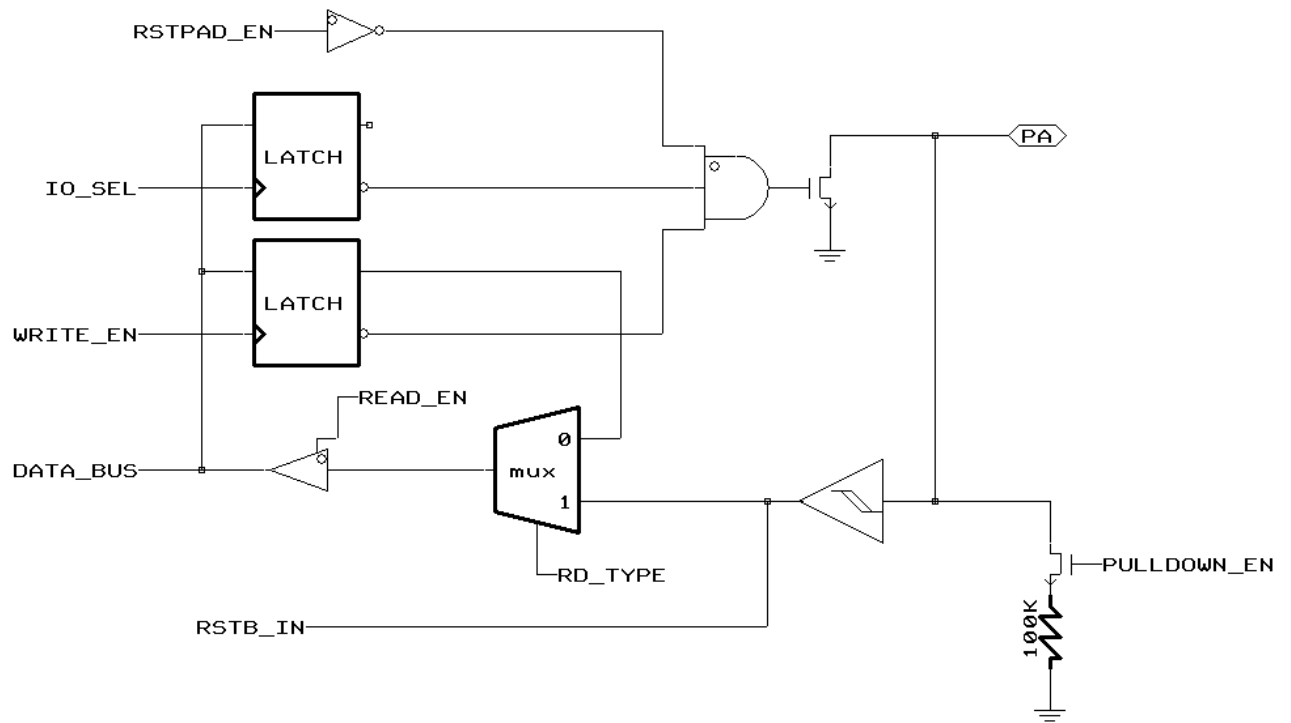 RSTPAD_EN
PA
LATCH
IO_SEL
LATCH
WRITE_EN
READ_EN
0
DATA_BUS
mux
1
PULLDOWN_EN
RD_TYPE
100K
RSTB_IN